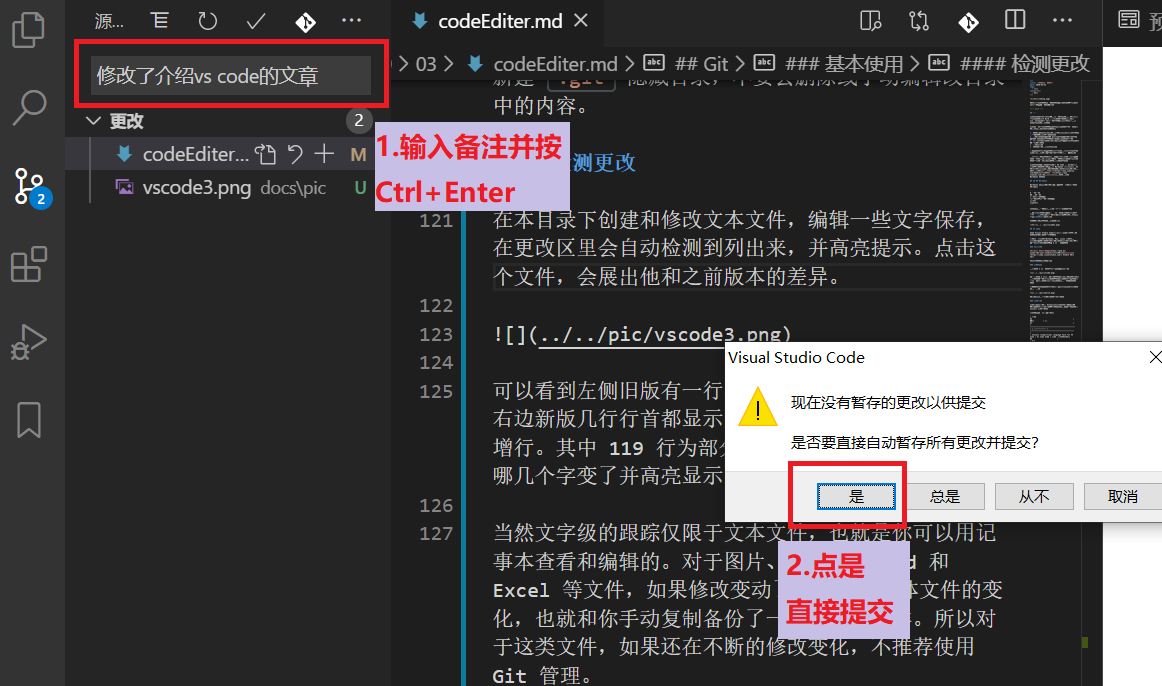 源...
codeEditer.md
预
修改了介绍vs code的文章
03 codeEditer.md ## Git ### 基本使用 #### 检测更改
中的内容。
更改 2
codeEditer... M
vscode3.png docs\pic U
2
1.输入备注并按
Ctrl+Enter
测更改
121 在本目录下创建和修改文本文件，编辑一些文字保存，
在更改区里会自动检测到列出来，并高亮提示。点击这
个文件，会展出他和之前版本的差异。
122
123 ![](../../pic/vscode3.png)
124
125 可以看到左侧旧版有一行
右边新版几行行首都显示
增行。其中 119 行为部
哪几个字变了并高亮显示
126
127 当然文字级的跟踪仅限于文本文件，也就是你可以用记
事本查看和编辑的。对于图片、 d 和
Excel 等文件，如果修改变动 本文件的变
化，也就和你手动复制备份了一 。所以对
于这类文件，如果还在不断的修改变化，不推荐使用
Git 管理。
Visual Studio Code
现在没有暂存的更改以供提交
是否要直接自动暂存所有更改并提交?
是 总是 从不 取消
2.点是
直接提交